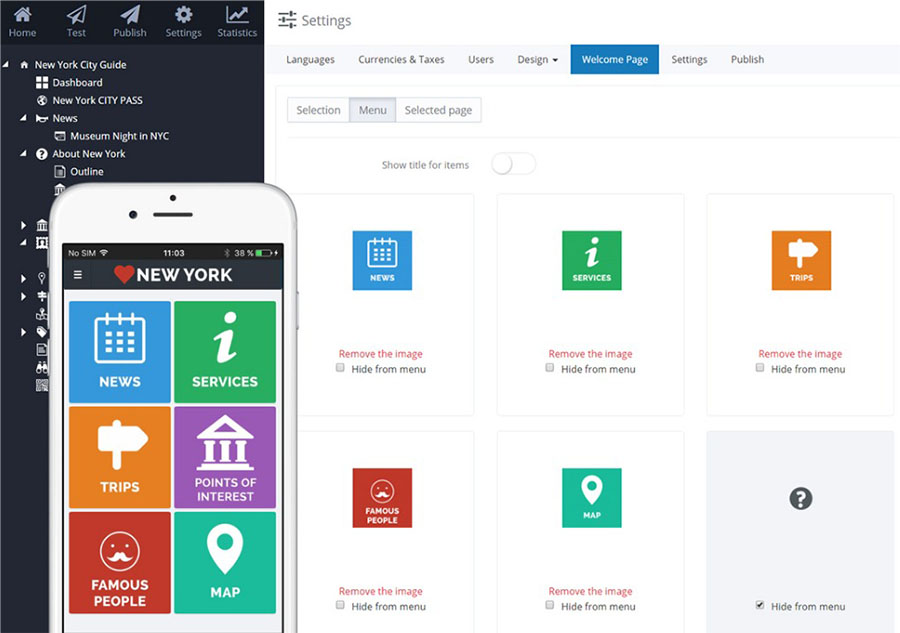 Home
Test
Publish
Settings
Statistics
Settings
New York City Guide
Dashboard
New York CITY PASS
News
Museum Night in NYC
About New York
Outline
Languages
Currencies & Taxes
Users
Design
Welcome Page
Settings
Publish
Selection
Menu
Selected page
Show title for items
NEWS
Remove the image
Hide from menu
SERVICES
Remove the image
Hide from menu
TRIPS
Remove the image
Hide from menu
FAMOUS
PEOPLE
Remove the image
Hide from menu
MAP
Remove the image
Hide from menu
?
Hide from menu
No SIM
11:03
38 %
NEW YORK
NEWS
SERVICES
TRIPS
POINTS OF
INTEREST
FAMOUS
PEOPLE
MAP